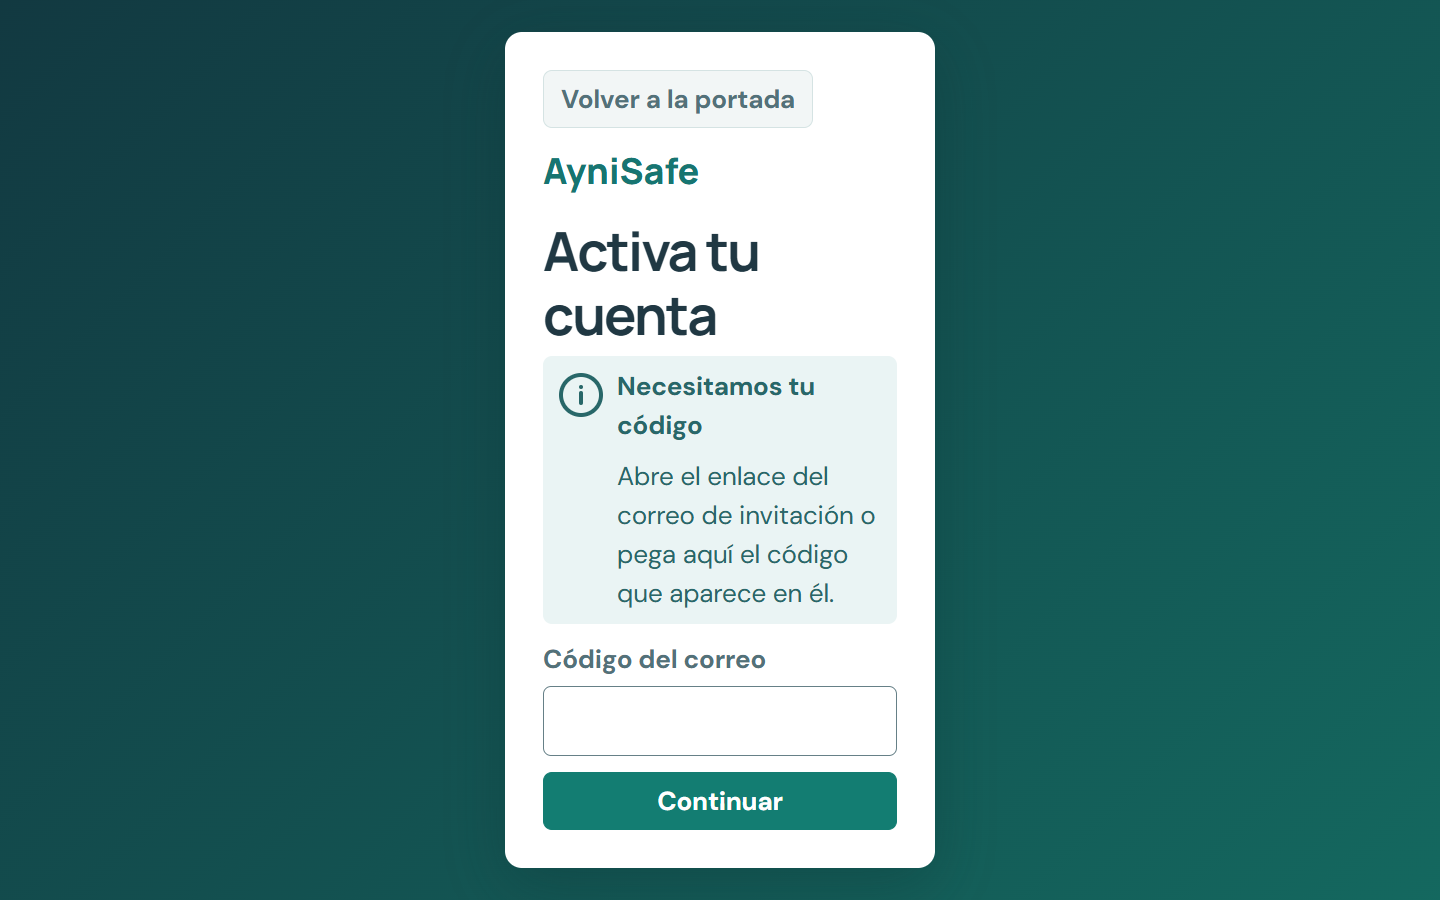 Volver a la portada
AyniSafe
Activa tu
cuenta
Necesitamos tu
código
Abre el enlace del
correo de invitación o
pega aquí el código
que aparece en él.
Código del correo
Continuar